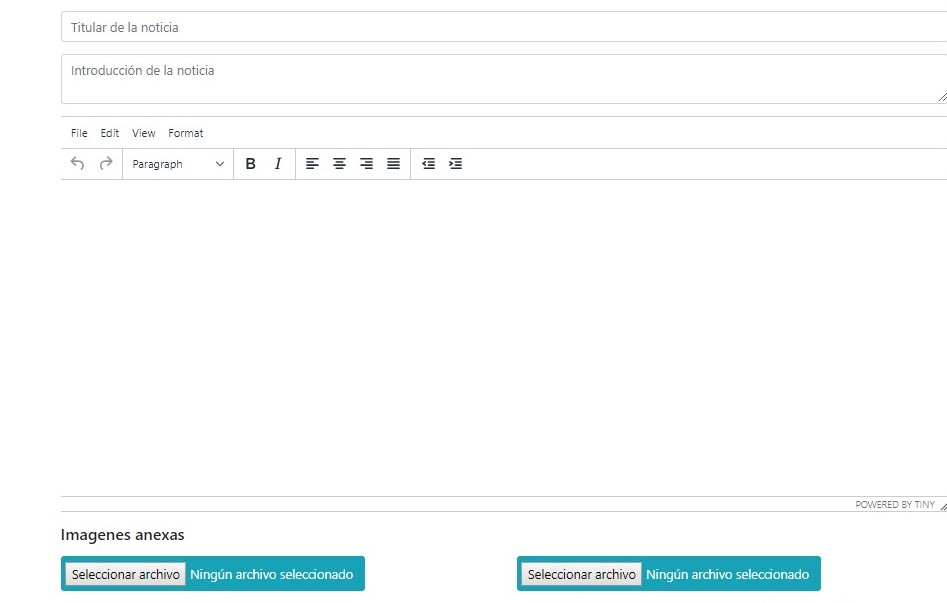 Titular de la noticia
Introducción de la noticia
File Edit View Format
Paragraph B I
POWERED BY TINY
Imagenes anexas
Seleccionar archivo Ningún archivo seleccionado Seleccionar archivo Ningún archivo seleccionado